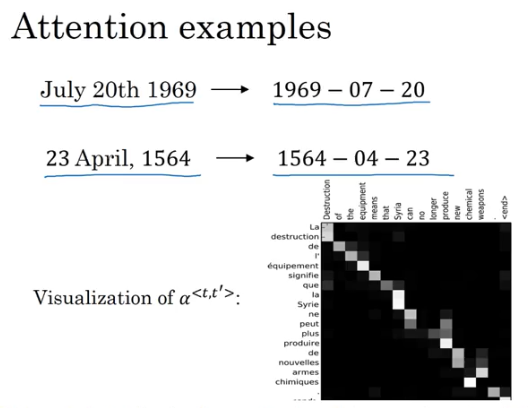 Attention examples
July 20th 1969 → 1969 – 07 – 20
23 April, 1564 → 1564 – 04 – 23
Visualization of α<t,t'>:
Destruction
of
the
equipment
means
that
Syria
can
no
longer
produce
new
chemical
weapons
.
<end>
La
destruction
de
l'
équipement
signifie
que
la
Syrie
ne
peut
plus
produire
de
nouvelles
armes
chimiques
.